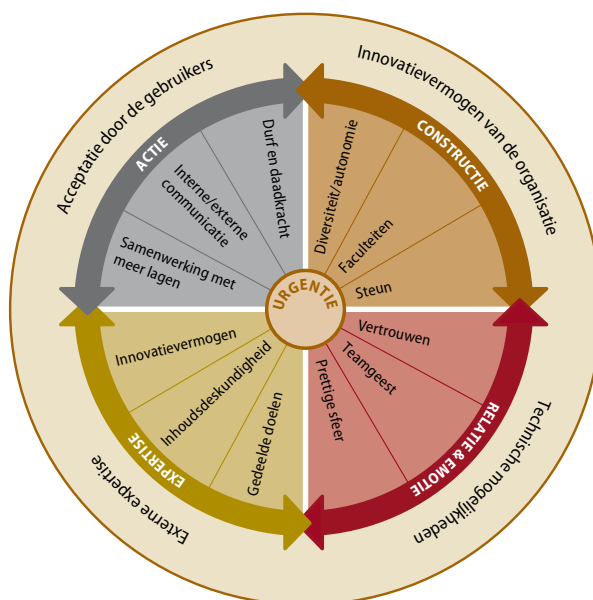 Acceptatie door de gebruikers
Innovatievermogen van de organisatie
ACTIE
CONSTRUCTIE
Durf en daadkracht
Interne/externe
communicatie
Samenwerking met
meer lagen
Diversiteit/autonomie
Faculteiten
Steun
URGENTIE
Innovatievermogen
Inhoudsdeskundigheid
Gedeelde doelen
Vertrouwen
Teamgeest
Prettige sfeer
EXPERTISE
RELATIE & EMOTIE
Externe expertise
Technische mogelijkheden